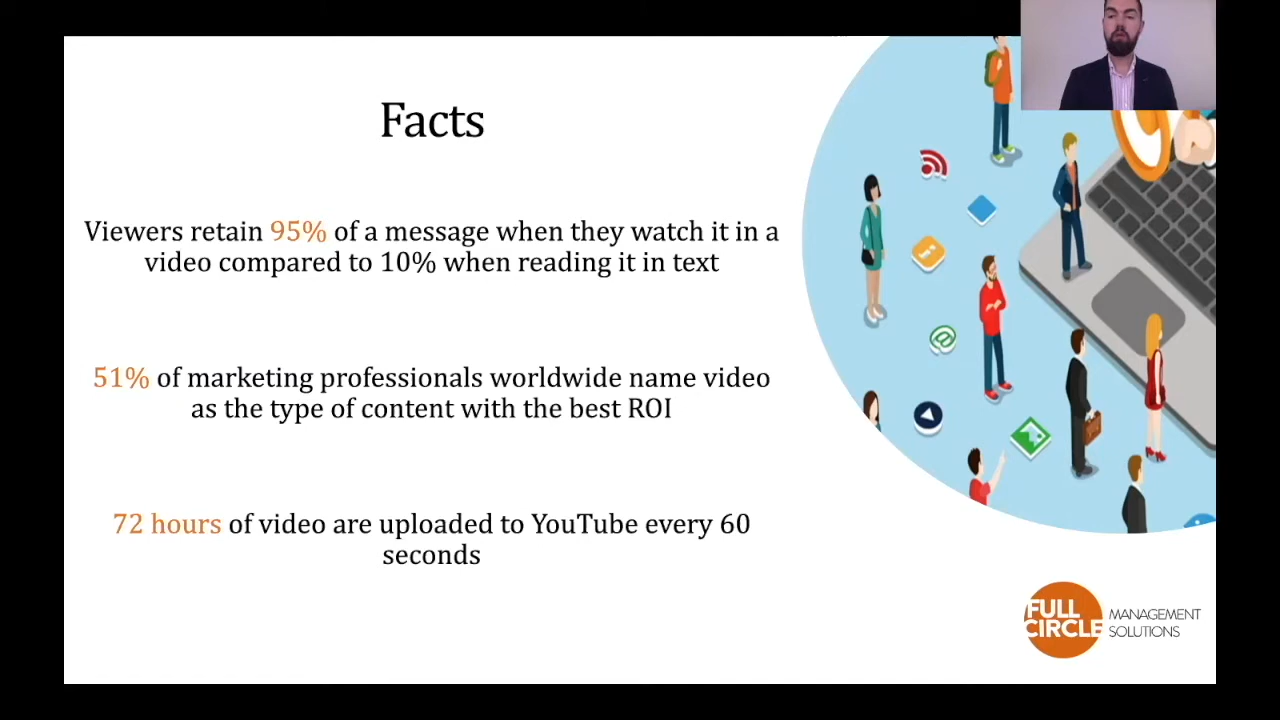 Facts
Viewers retain 95% of a message when they watch it in a
video compared to 10% when reading it in text
51% of marketing professionals worldwide name video
as the type of content with the best ROI
72 hours of video are uploaded to YouTube every 60
seconds
FULL
CIRCLE
MANAGEMENT
SOLUTIONS